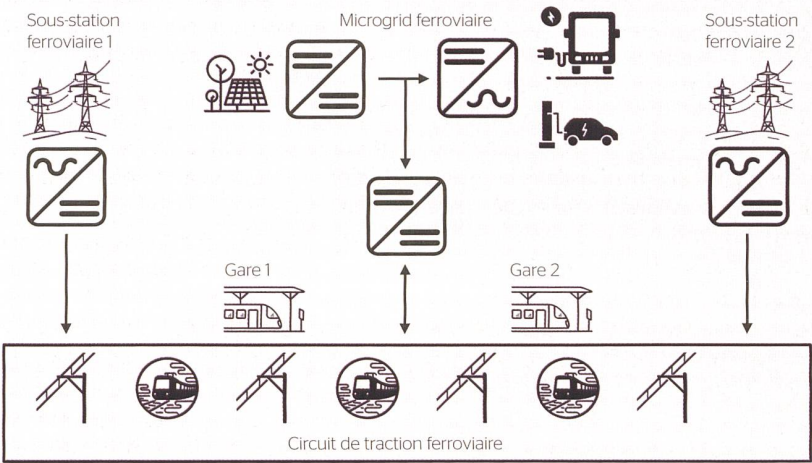 Sous-station
ferroviaire 1
Microgrid ferroviaire
Sous-station
ferroviaire 2
Gare 1
Gare 2
Circuit de traction ferroviaire